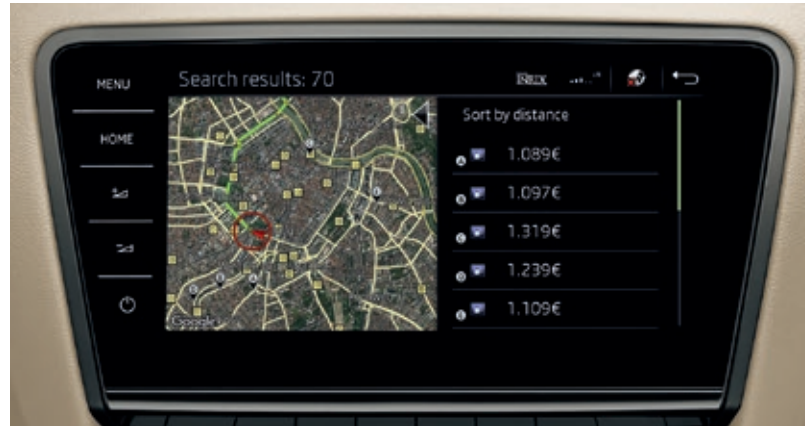 MENU
HOME
Search results: 70
INRIX
Sort by distance
A 1.089€
B 1.097€
C 1.319€
D 1.239€
E 1.109€
Google